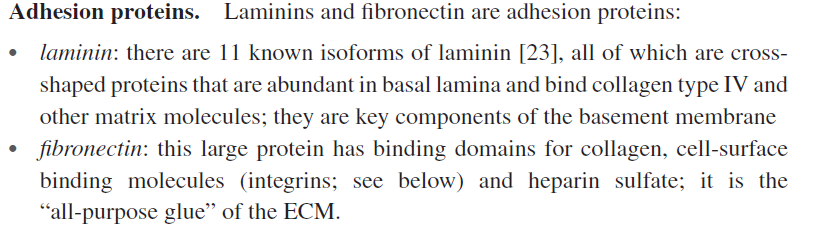 Adhesion proteins. Laminins and fibronectin are adhesion proteins:
• laminin: there are 11 known isoforms of laminin [23], all of which are cross-
shaped proteins that are abundant in basal lamina and bind collagen type IV and
other matrix molecules; they are key components of the basement membrane
• fibronectin: this large protein has binding domains for collagen, cell-surface
binding molecules (integrins; see below) and heparin sulfate; it is the
“all-purpose glue” of the ECM.